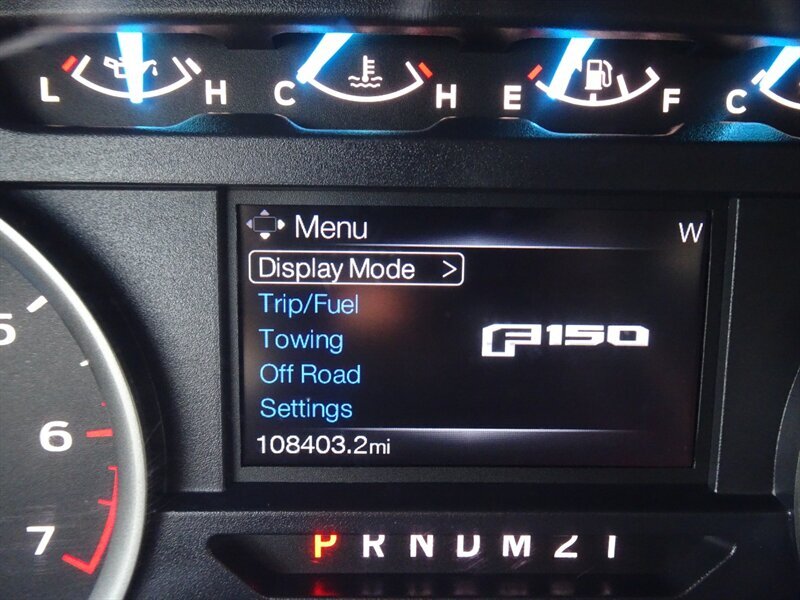 L H C H E F C
Menu W
Display Mode >
Trip/Fuel
F150
Towing
Off Road
Settings
108403.2mi
5
6
7
P R N D M 2 1